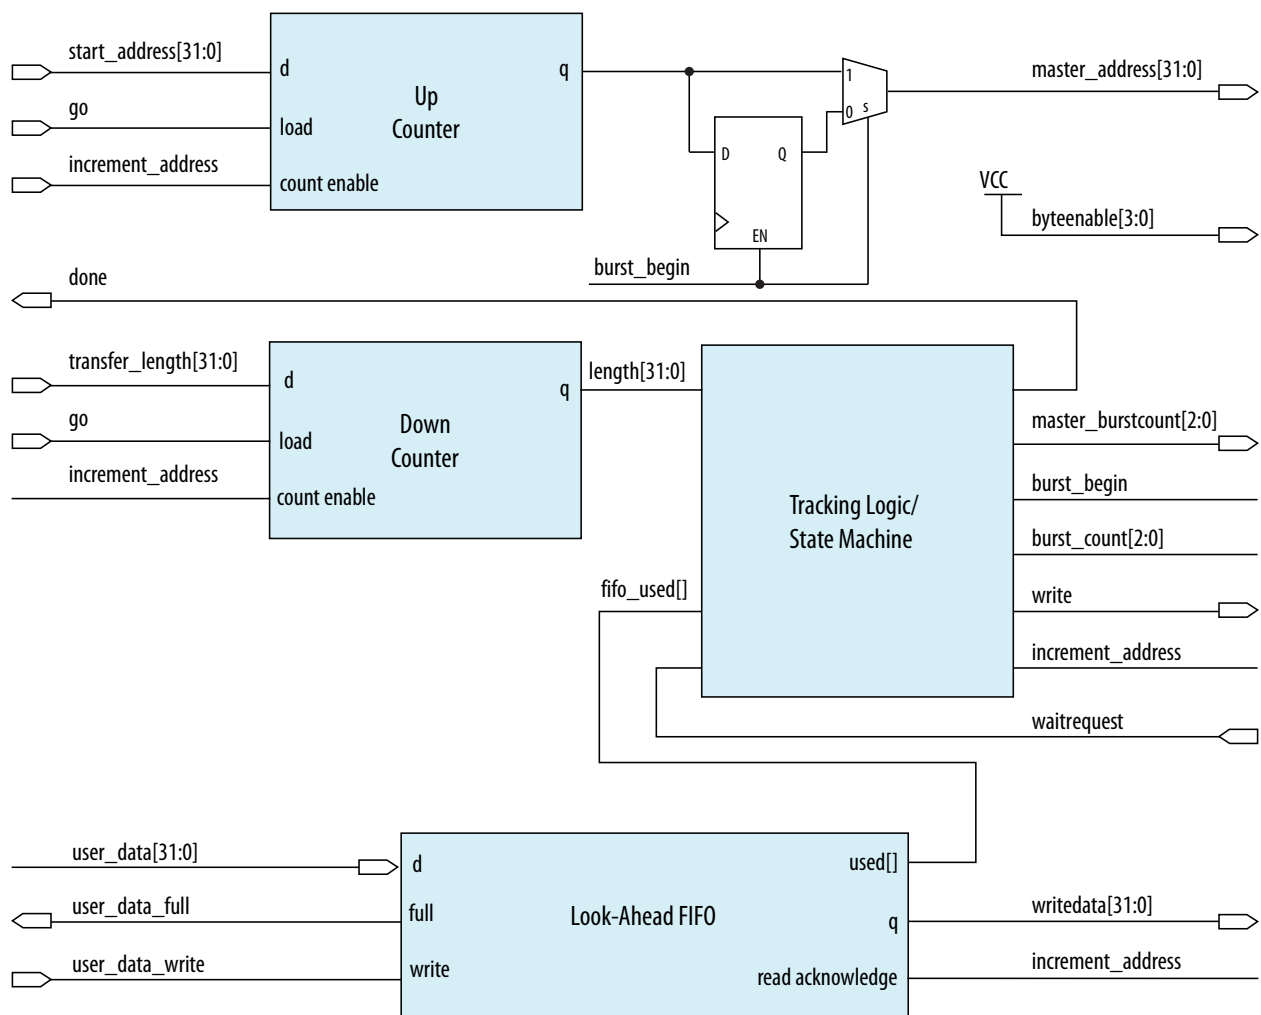 start_address[31:0]
d
q
go
load
increment_address
count enable
Up
Counter
1
0
s
D
Q
EN
burst_begin
master_address[31:0]
VCC
byteenable[3:0]
done
transfer_length[31:0]
d
q
go
load
increment_address
count enable
Down
Counter
length[31:0]
Tracking Logic/
State Machine
fifo_used[]
master_burstcount[2:0]
burst_begin
burst_count[2:0]
write
increment_address
waitrequest
user_data[31:0]
d
user_data_full
full
user_data_write
write
Look-Ahead FIFO
used[]
q
read acknowledge
writedata[31:0]
increment_address